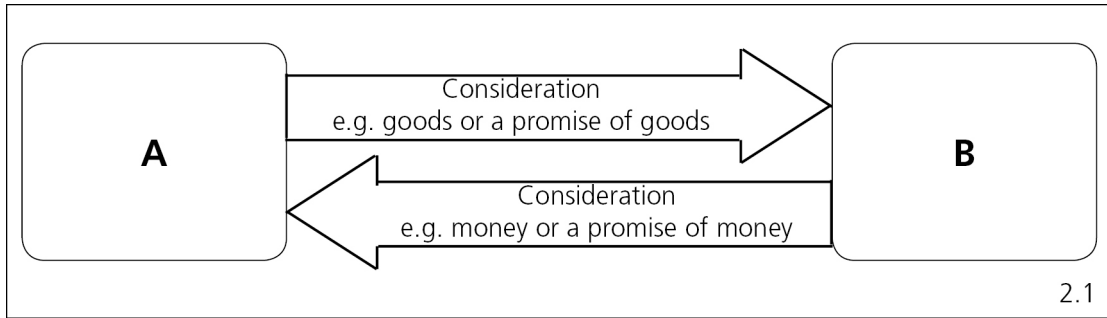 A
Consideration
e.g. goods or a promise of goods
Consideration
e.g. money or a promise of money
B
2.1